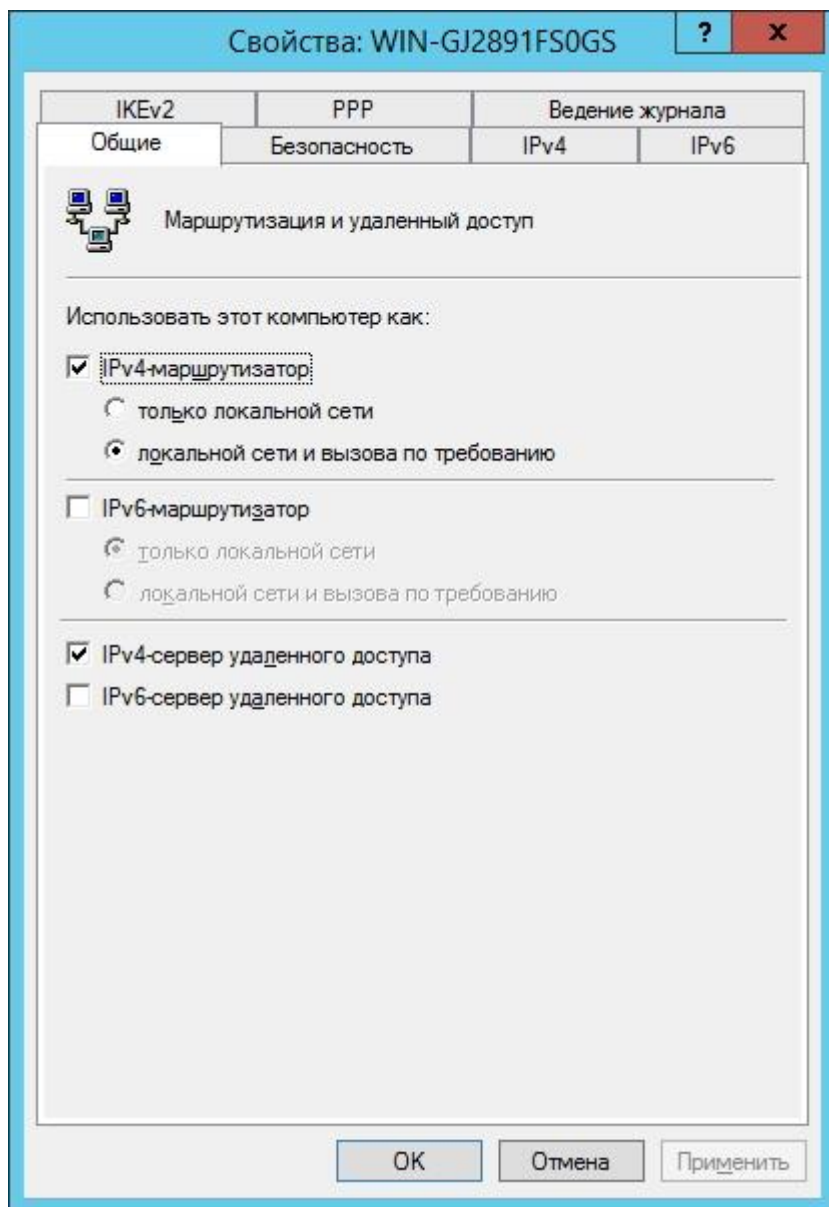 Свойства: WIN-GJ2891FS0GS
?
x
IKEv2
PPP
Ведение журнала
Общие
Безопасность
IPv4
IPv6
Маршрутизация и удаленный доступ
Использовать этот компьютер как:
IPv4-маршрутизатор
только локальной сети
локальной сети и вызова по требованию
IPv6-маршрутизатор
только локальной сети
локальной сети и вызова по требованию
IPv4-сервер удаленного доступа
IPv6-сервер удаленного доступа
OK
Отмена
Применить